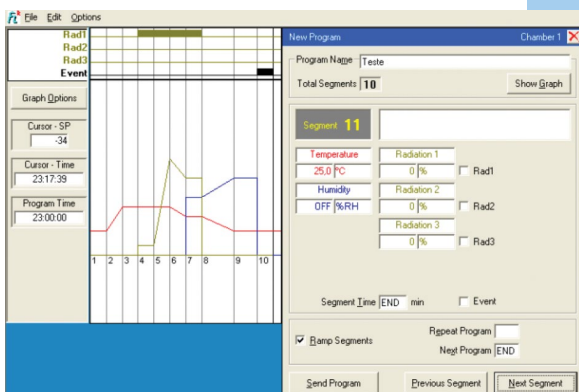 File Edit Options
Rad1
Rad2
Rad3
Event
Graph Options
Cursor - SP
-34
Cursor - Time
23:17:39
Program Time
23:00:00
1 2 3 4 5 6 7 8 9 10
New Program Chamber 1
Program Name Teste
Total Segments 10 Show Graph
Segment 11
Temperature Radiation 1
25,0 °C 0 % Rad1
Humidity Radiation 2
OFF %RH 0 % Rad2
Radiation 3
0 % Rad3
Segment Time END min Event
Ramp Segments Repeat Program
Next Program END
Send Program Previous Segment Next Segment